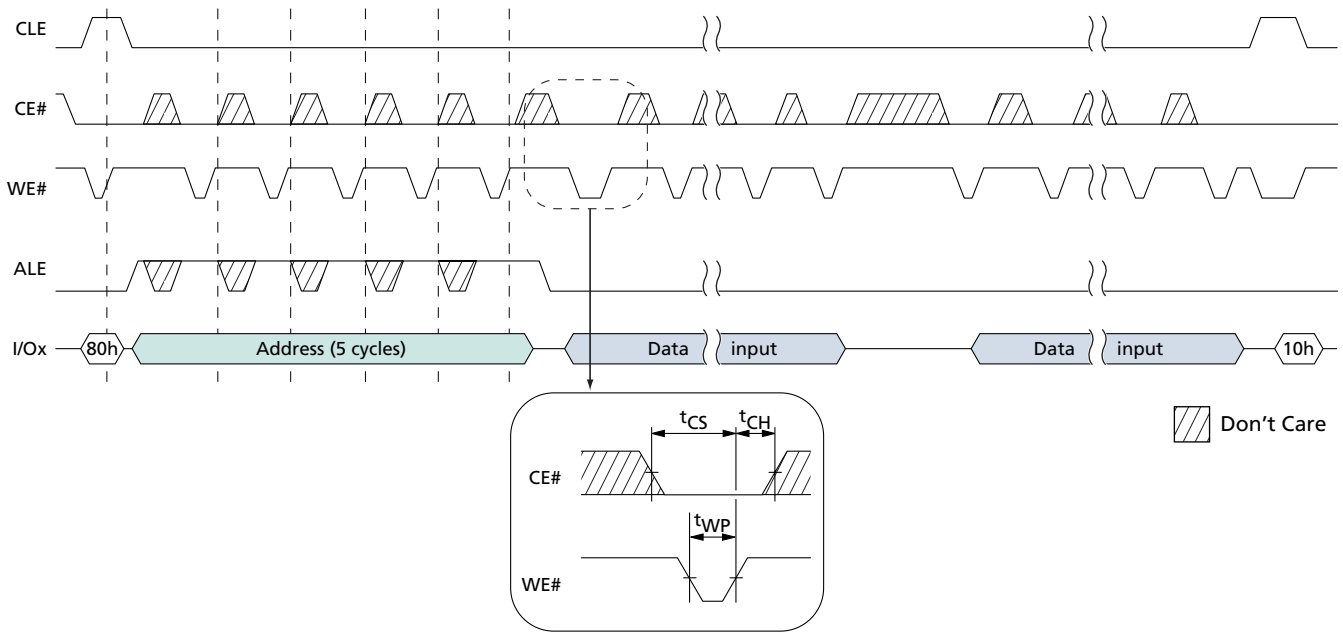 CLE
CE#
WE#
ALE
I/Ox 80h Address (5 cycles) Data input Data input 10h
tCS tCH
Don't Care
CE#
tWP
WE#